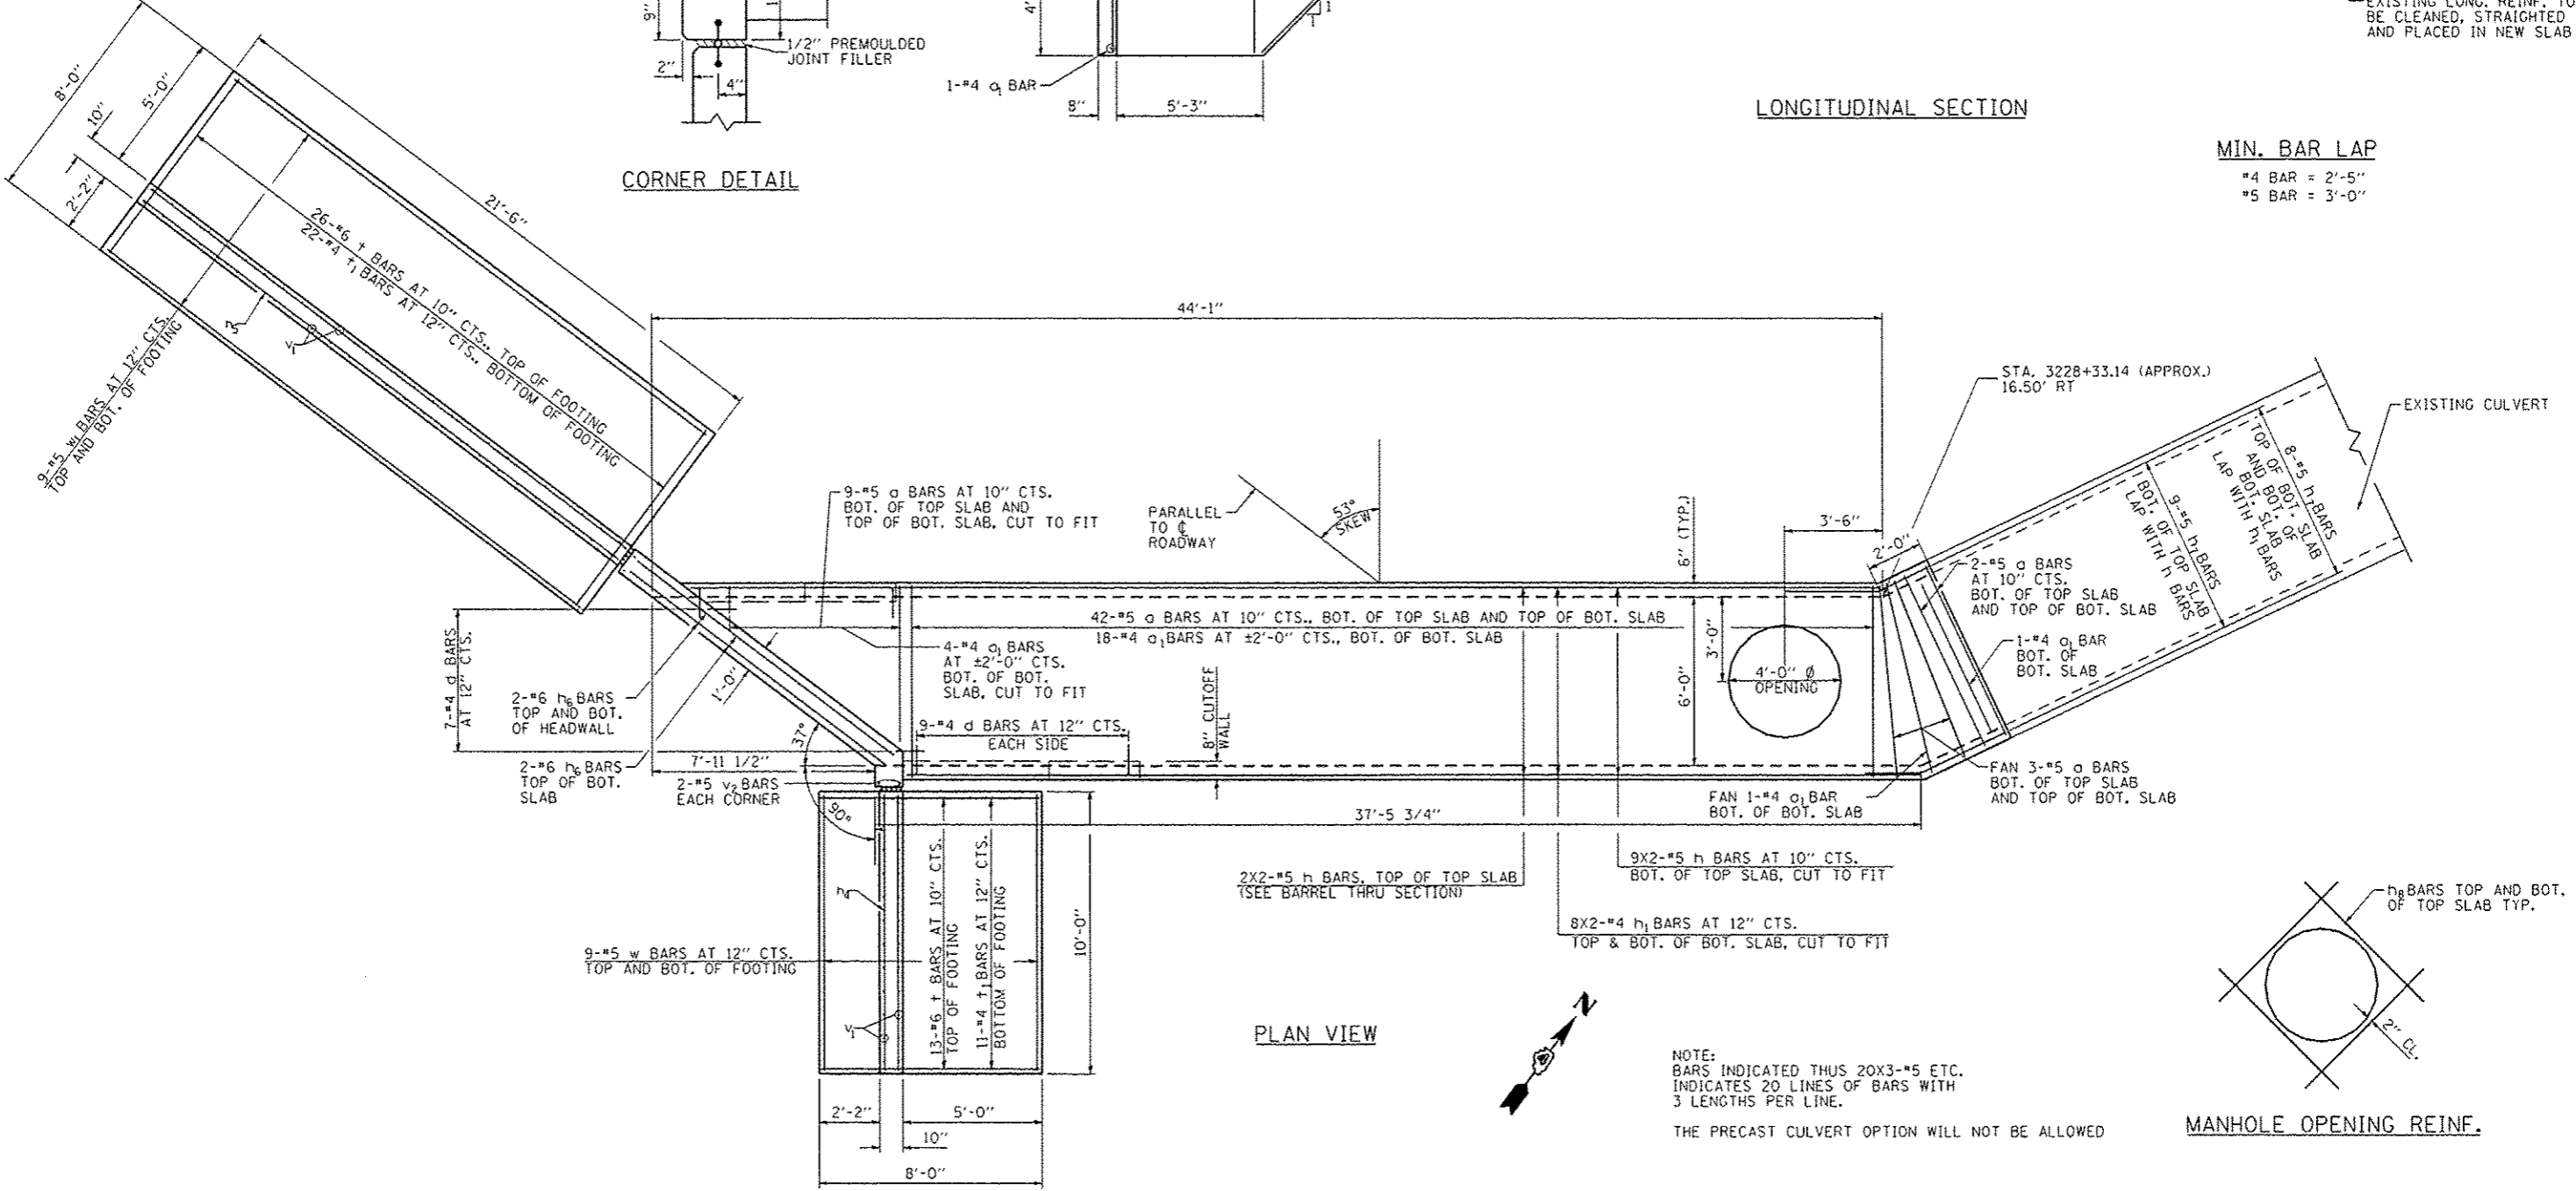 EXISTING LONG. REINF. TO
BE CLEANED, STRAIGHTED
AND PLACED IN NEW SLAB
9"
1/2" PREMOULDED
JOINT FILLER
2"
4"
CORNER DETAIL
4'
1
1
1-#4 a1 BAR
8"
5'-3"
LONGITUDINAL SECTION
MIN. BAR LAP
#4 BAR = 2'-5"
#5 BAR = 3'-0"
8'-0"
5'-0"
10"
2'-2"
21'-6"
26-#6 t BARS AT 10" CTS., TOP OF FOOTING
22-#4 t1 BARS AT 12" CTS., BOTTOM OF FOOTING
9-#5 w1 BARS AT 12" CTS.
TOP AND BOT. OF FOOTING
h5
v1
44'-1"
STA. 3228+33.14 (APPROX.)
16.50' RT
EXISTING CULVERT
8-#5 h7 BARS
TOP OF BOT. SLAB
AND BOT. OF
BOT. SLAB
LAP WITH h1 BARS
9-#5 h7 BARS
BOT. OF TOP SLAB
LAP WITH h BARS
9-#5 a BARS AT 10" CTS.
BOT. OF TOP SLAB AND
TOP OF BOT. SLAB, CUT TO FIT
PARALLEL
TO ℄
ROADWAY
53°
SKEW
6" (TYP.)
3'-6"
2'-0"
2-#5 a BARS
AT 10" CTS.
BOT. OF TOP SLAB
AND TOP OF BOT. SLAB
42-#5 a BARS AT 10" CTS., BOT. OF TOP SLAB AND TOP OF BOT. SLAB
18-#4 a1 BARS AT ±2'-0" CTS., BOT. OF BOT. SLAB
4-#4 a1 BARS
AT ±2'-0" CTS.
BOT. OF BOT.
SLAB, CUT TO FIT
1-#4 a1 BAR
BOT. OF
BOT. SLAB
7-#4 d BARS
AT 12" CTS.
2-#6 h6 BARS
TOP AND BOT.
OF HEADWALL
1'-0"
3'-0"
6'-0"
4'-0" Ø
OPENING
9-#4 d BARS AT 12" CTS.
EACH SIDE
8" CUTOFF
WALL
37°
7'-11 1/2"
2-#6 h6 BARS
TOP OF BOT.
SLAB
2-#5 v2 BARS
EACH CORNER
90°
FAN 3-#5 a BARS
BOT. OF TOP SLAB
AND TOP OF BOT. SLAB
FAN 1-#4 a1 BAR
BOT. OF BOT. SLAB
37'-5 3/4"
2X2-#5 h BARS, TOP OF TOP SLAB
(SEE BARREL THRU SECTION)
9X2-#5 h BARS AT 10" CTS.
BOT. OF TOP SLAB, CUT TO FIT
8X2-#4 h1 BARS AT 12" CTS.
TOP & BOT. OF BOT. SLAB, CUT TO FIT
h4
v1
13-#6 t BARS AT 10" CTS.
TOP OF FOOTING
11-#4 t1 BARS AT 12" CTS.
BOTTOM OF FOOTING
10'-0"
9-#5 w BARS AT 12" CTS.
TOP AND BOT. OF FOOTING
2'-2"
5'-0"
10"
8'-0"
PLAN VIEW
N
NOTE:
BARS INDICATED THUS 20X3-#5 ETC.
INDICATES 20 LINES OF BARS WITH
3 LENGTHS PER LINE.
THE PRECAST CULVERT OPTION WILL NOT BE ALLOWED
h8 BARS TOP AND BOT.
OF TOP SLAB TYP.
2" CL.
MANHOLE OPENING REINF.